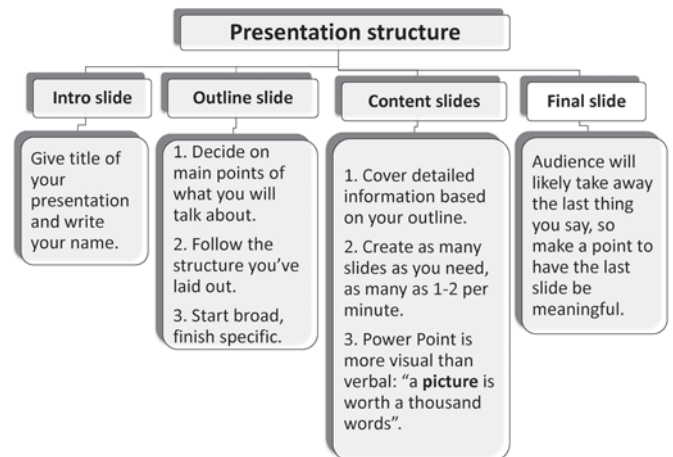 Presentation structure
Intro slide
Outline slide
Content slides
Final slide
Give title of
your
presentation
and write
your name.
1. Decide on
main points of
what you will
talk about.
2. Follow the
structure you've
laid out.
3. Start broad,
finish specific.
1. Cover detailed
information based
on your outline.
2. Create as many
slides as you need,
as many as 1-2 per
minute.
3. Power Point is
more visual than
verbal: “a picture is
worth a thousand
words”.
Audience will
likely take away
the last thing
you say, so
make a point to
have the last
slide be
meaningful.